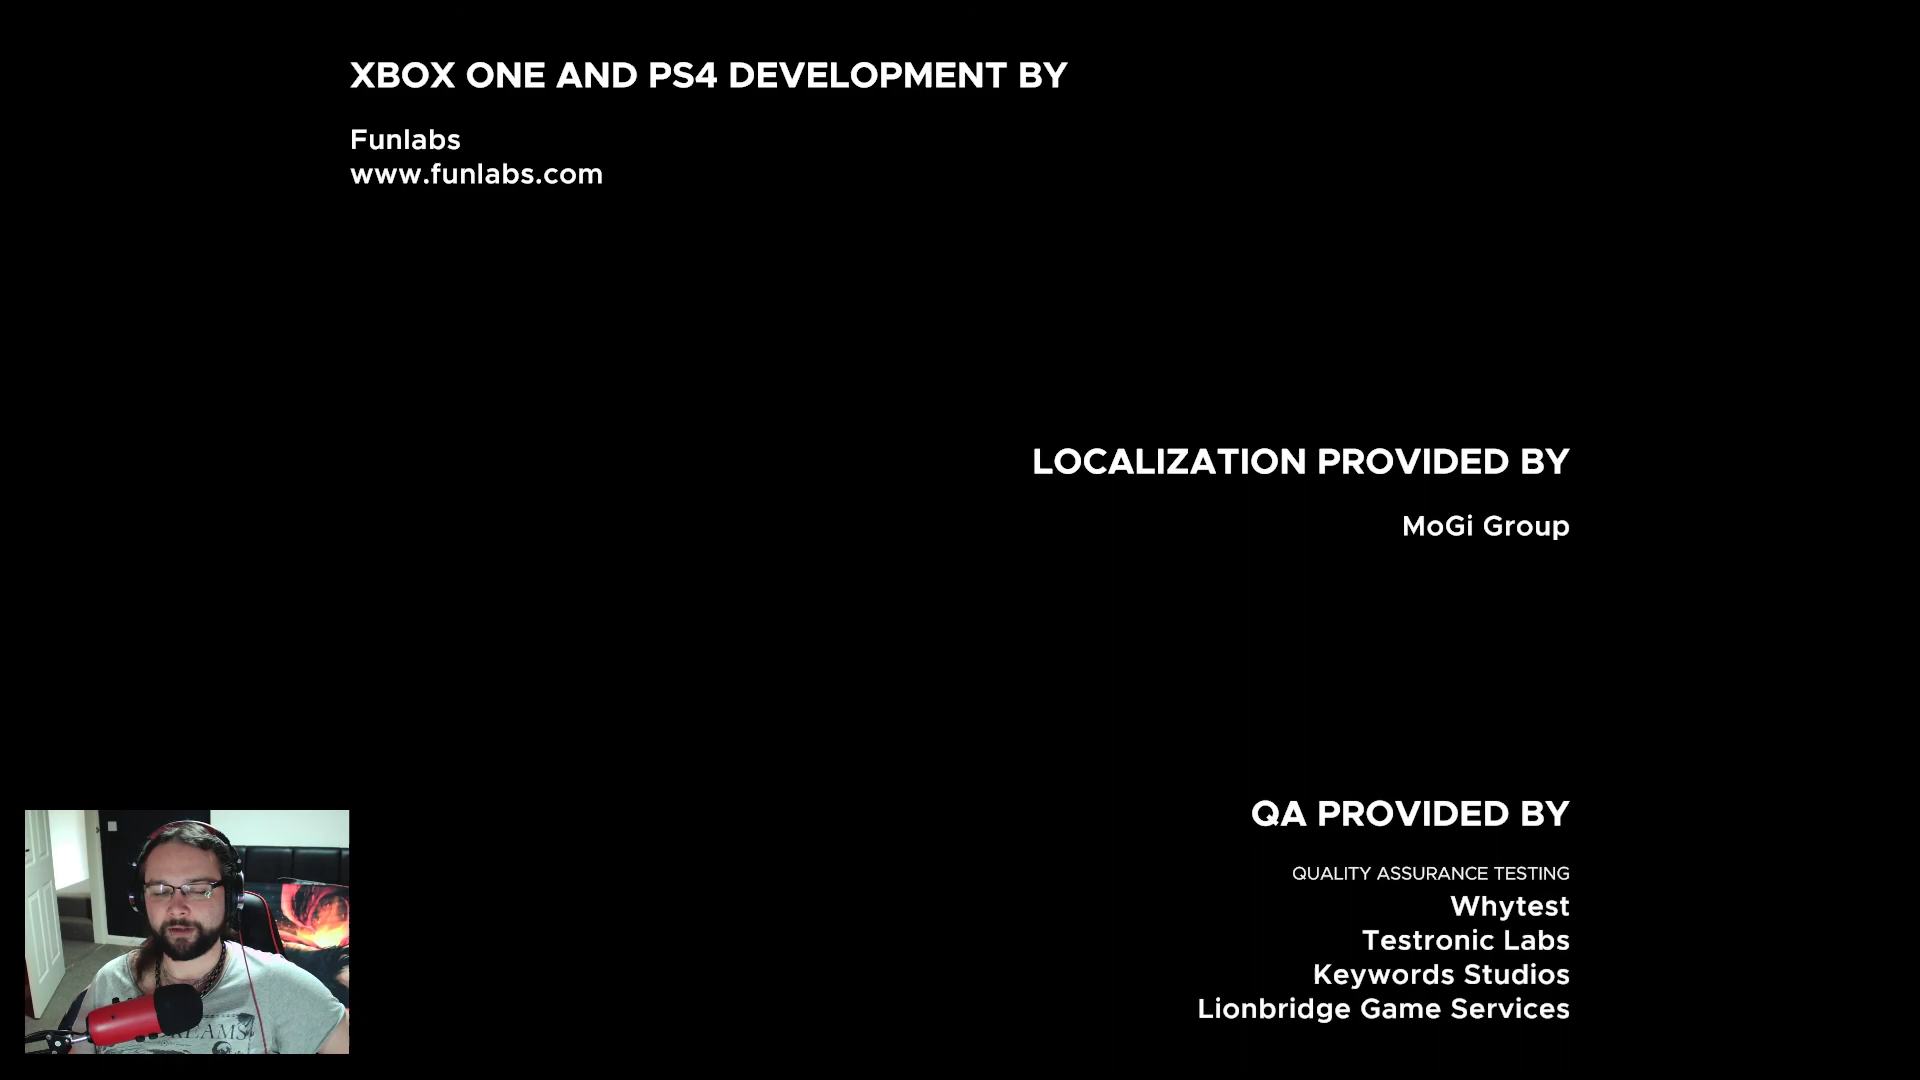 XBOX ONE AND PS4 DEVELOPMENT BY
Funlabs
www.funlabs.com
LOCALIZATION PROVIDED BY
MoGi Group
QA PROVIDED BY
QUALITY ASSURANCE TESTING
Whytest
Testronic Labs
Keywords Studios
Lionbridge Game Services